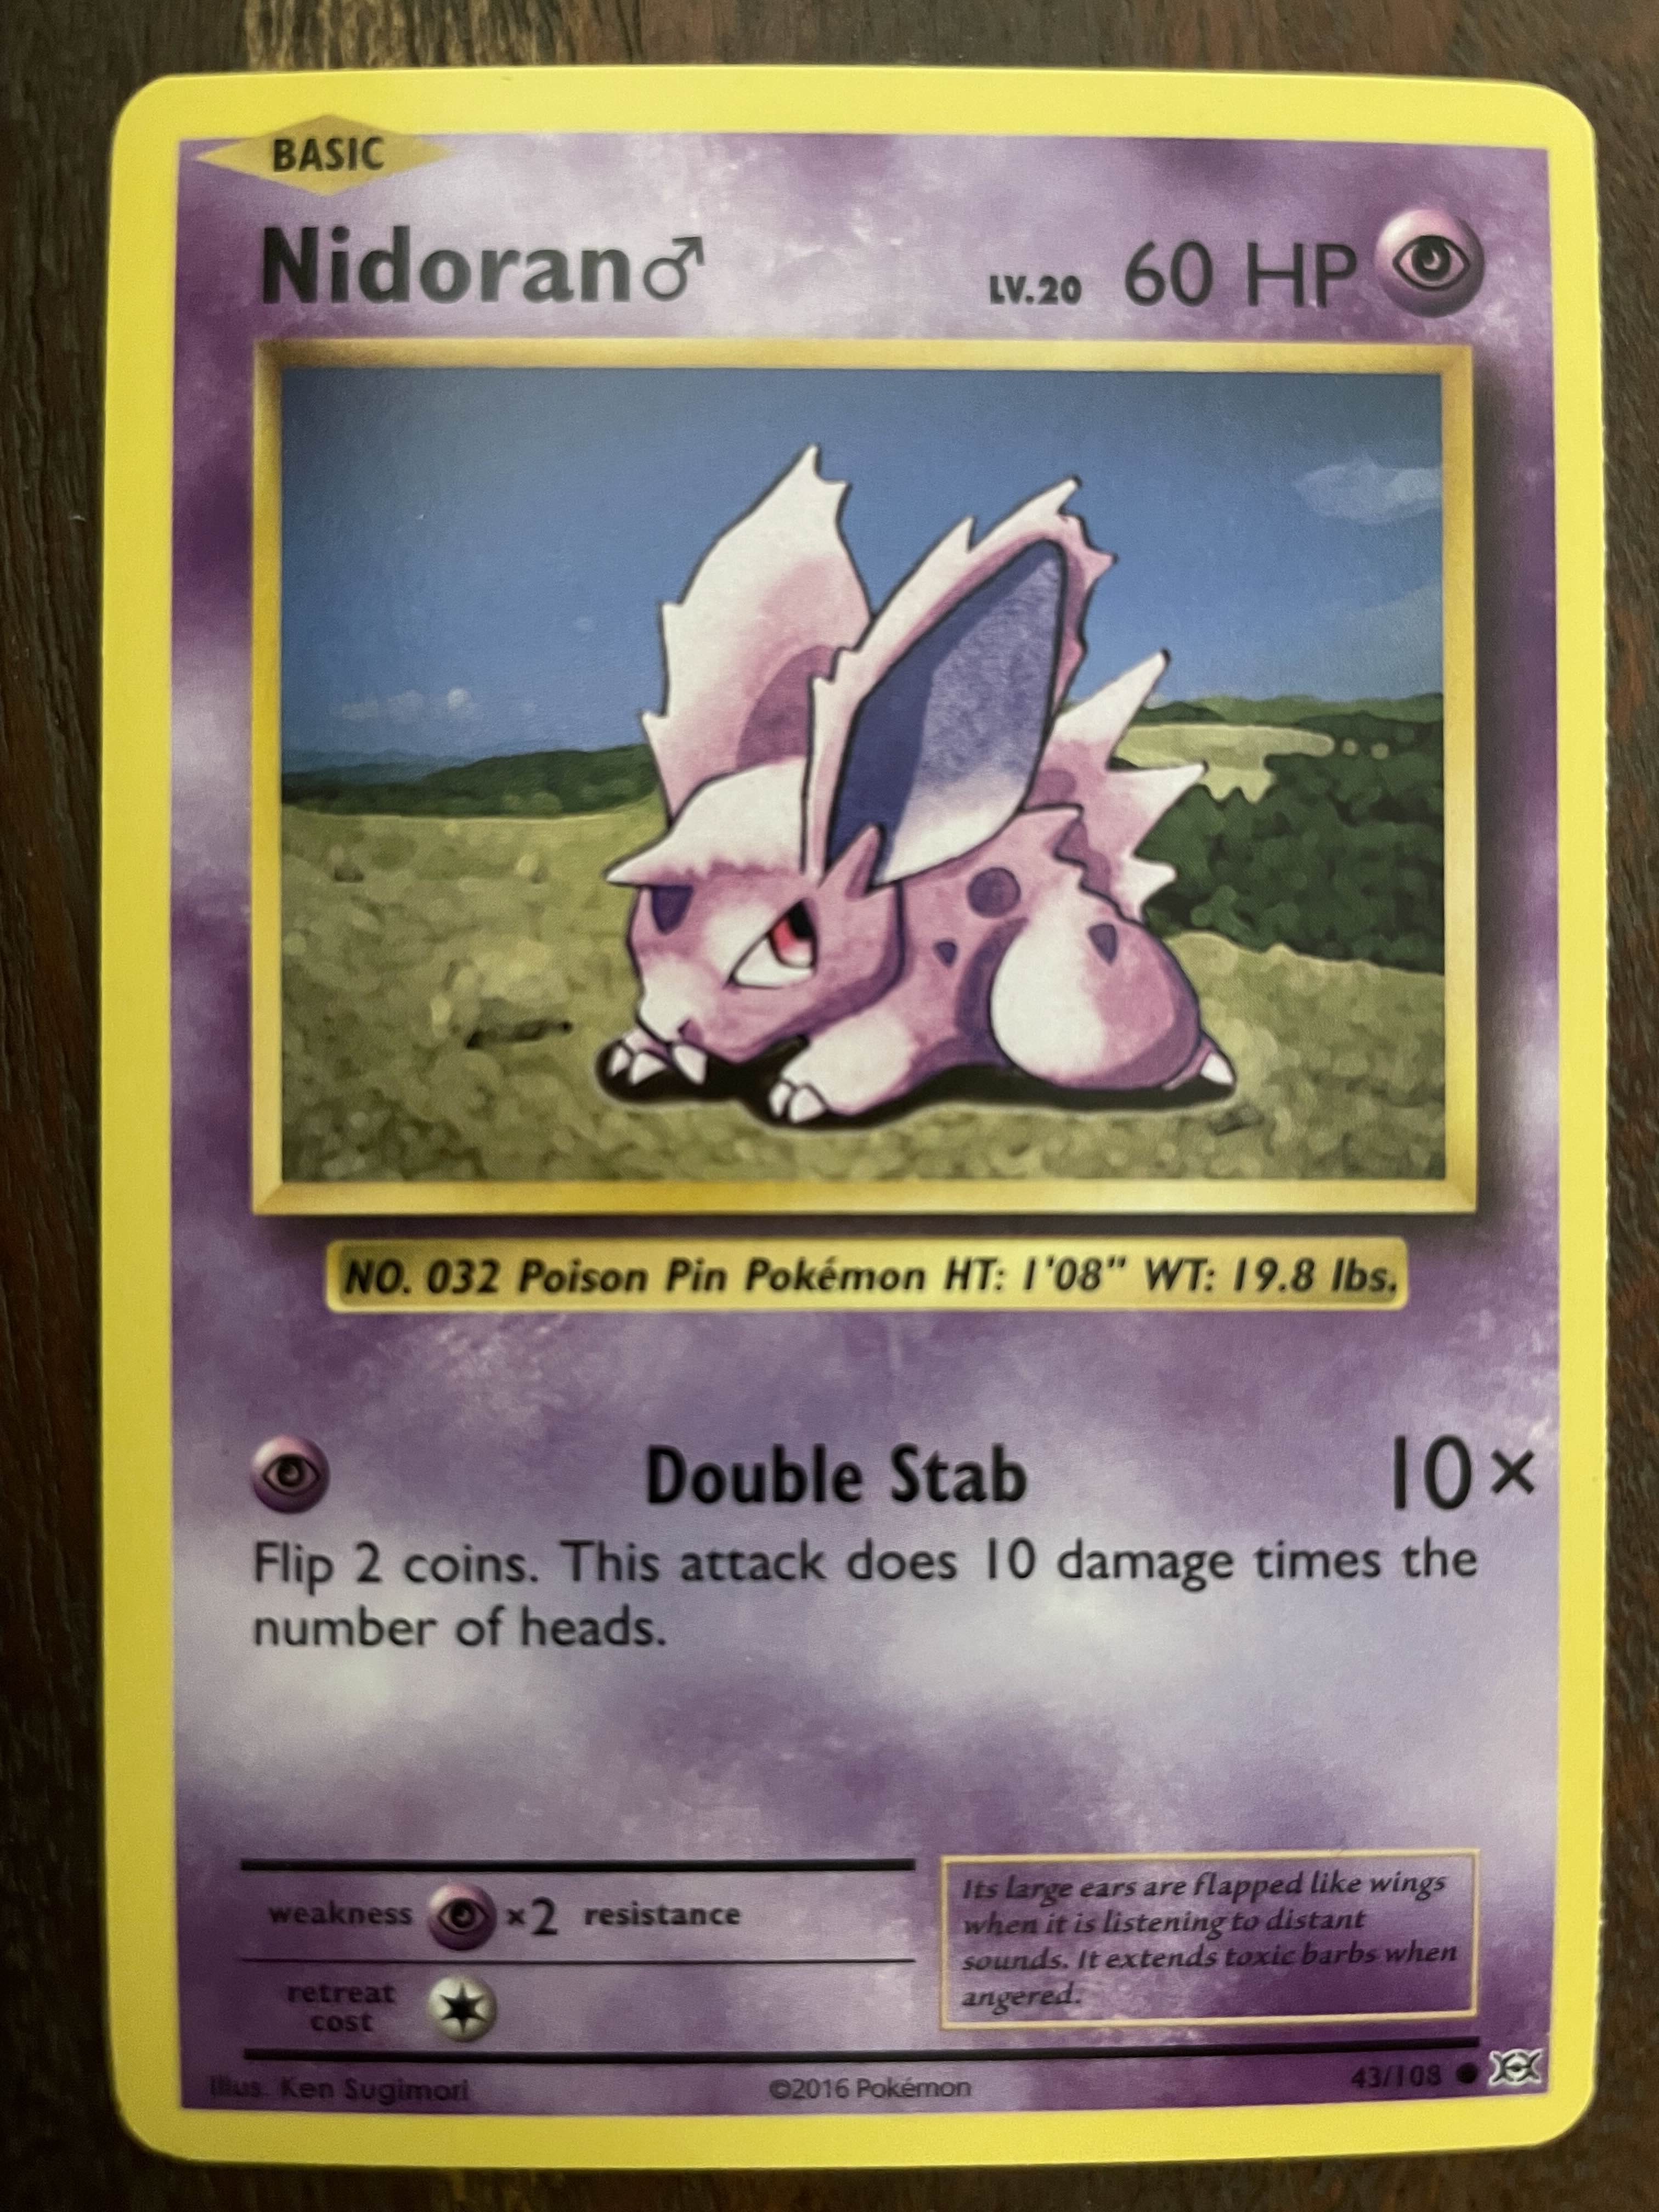 BASIC
Nidoran♂ LV.20 60 HP
NO. 032 Poison Pin Pokémon HT: 1'08" WT: 19.8 lbs.
Double Stab 10×
Flip 2 coins. This attack does 10 damage times the
number of heads.
weakness ×2 resistance
retreat
cost
Its large ears are flapped like wings
when it is listening to distant
sounds. It extends toxic barbs when
angered.
Illus. Ken Sugimori ©2016 Pokémon 43/108